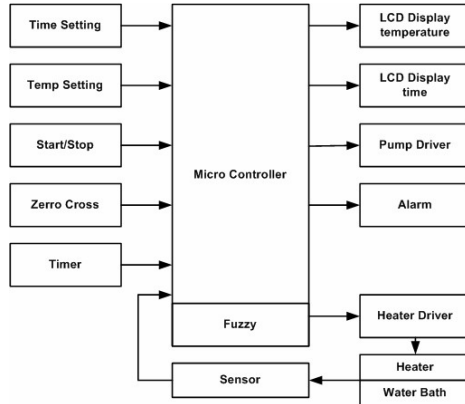 Time Setting
Temp Setting
Start/Stop
Zerro Cross
Timer
Micro Controller
Fuzzy
Sensor
LCD Display
temperature
LCD Display
time
Pump Driver
Alarm
Heater Driver
Heater
Water Bath